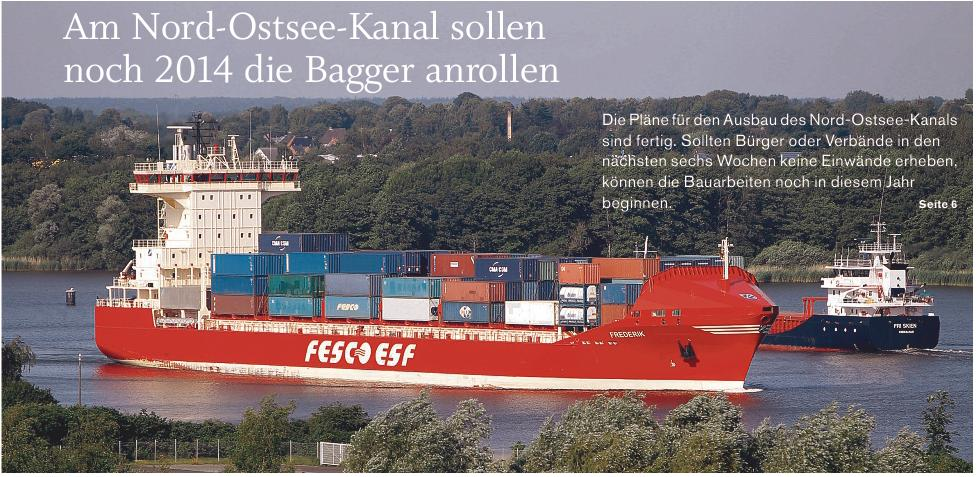 Am Nord-Ostsee-Kanal sollen
noch 2014 die Bagger anrollen
Die Pläne für den Ausbau des Nord-Ostsee-Kanals
sind fertig. Sollten Bürger oder Verbände in den
nächsten sechs Wochen keine Einwände erheben,
können die Bauarbeiten noch in diesem Jahr
beginnen.
Seite 6
CMA CGM
CMA CGM
FESCO
FREDERIK
FRI SKIEN
FESCO ESF